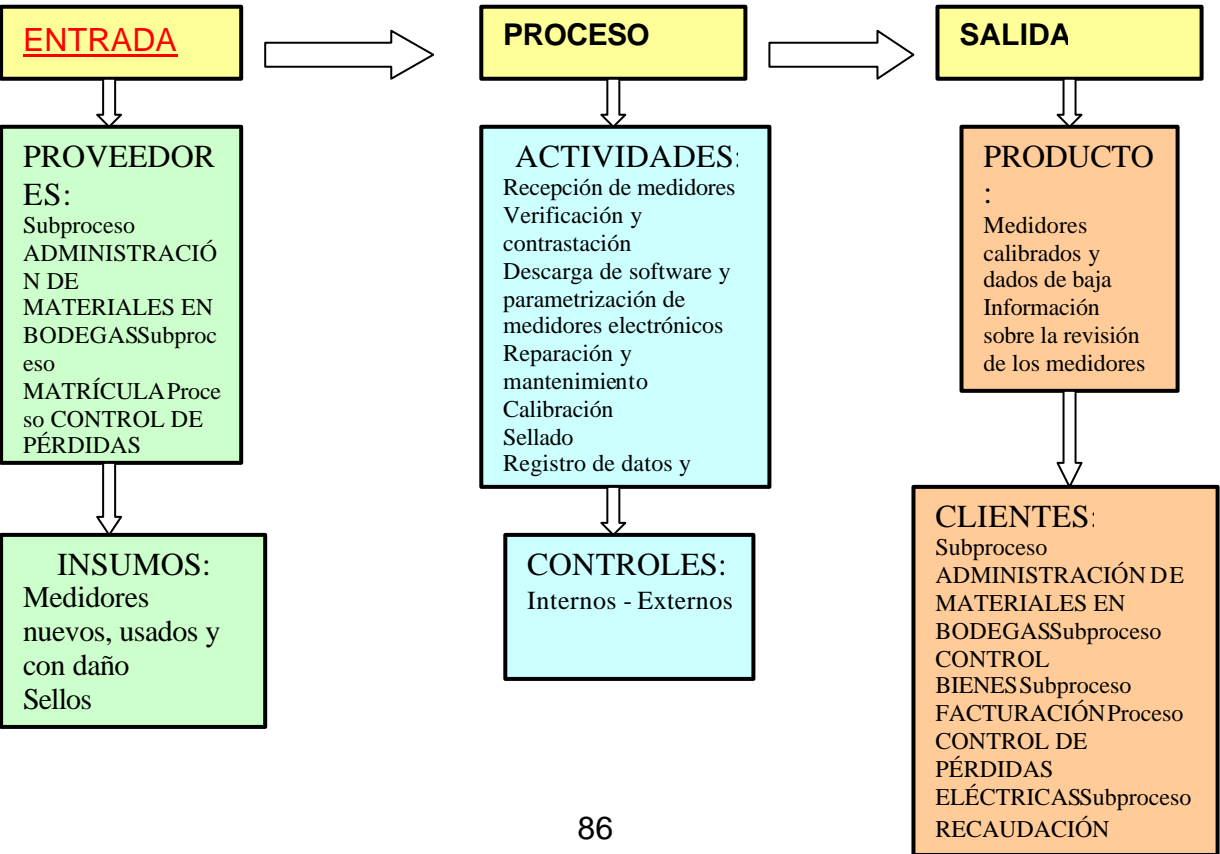 ENTRADA
PROVEEDOR
ES:
Subproceso
ADMINISTRACIÓ
N DE
MATERIALES EN
BODEGASSubproc
eso
MATRÍCULAProce
so CONTROL DE
PÉRDIDAS
INSUMOS:
Medidores
nuevos, usados y
con daño
Sellos
PROCESO
ACTIVIDADES:
Recepción de medidores
Verificación y
contrastación
Descarga de software y
parametrización de
medidores electrónicos
Reparación y
mantenimiento
Calibración
Sellado
Registro de datos y
CONTROLES:
Internos - Externos
SALIDA
PRODUCTO
:
Medidores
calibrados y
dados de baja
Información
sobre la revisión
de los medidores
CLIENTES:
Subproceso
ADMINISTRACIÓN DE
MATERIALES EN
BODEGASSubproceso
CONTROL
BIENESSubproceso
FACTURACIÓNProceso
CONTROL DE
PÉRDIDAS
ELÉCTRICASSubproceso
RECAUDACIÓN
86